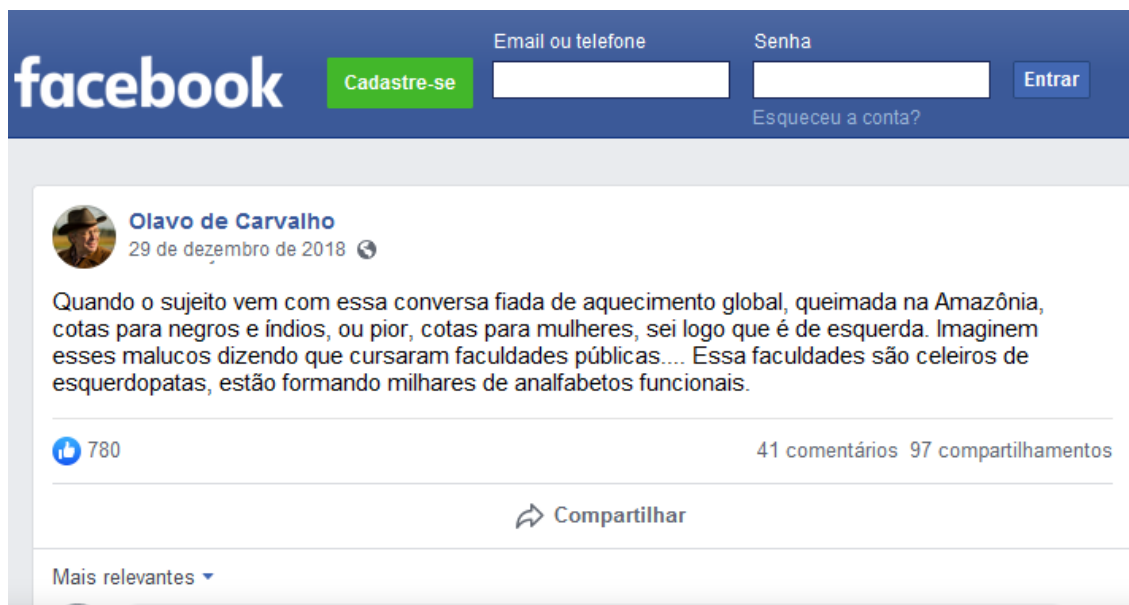 Email ou telefone Senha
facebook Cadastre-se Entrar
Esqueceu a conta?
Olavo de Carvalho
29 de dezembro de 2018
Quando o sujeito vem com essa conversa fiada de aquecimento global, queimada na Amazônia,
cotas para negros e índios, ou pior, cotas para mulheres, sei logo que é de esquerda. Imaginem
esses malucos dizendo que cursaram faculdades públicas.... Essa faculdades são celeiros de
esquerdopatas, estão formando milhares de analfabetos funcionais.
780 41 comentários 97 compartilhamentos
Compartilhar
Mais relevantes